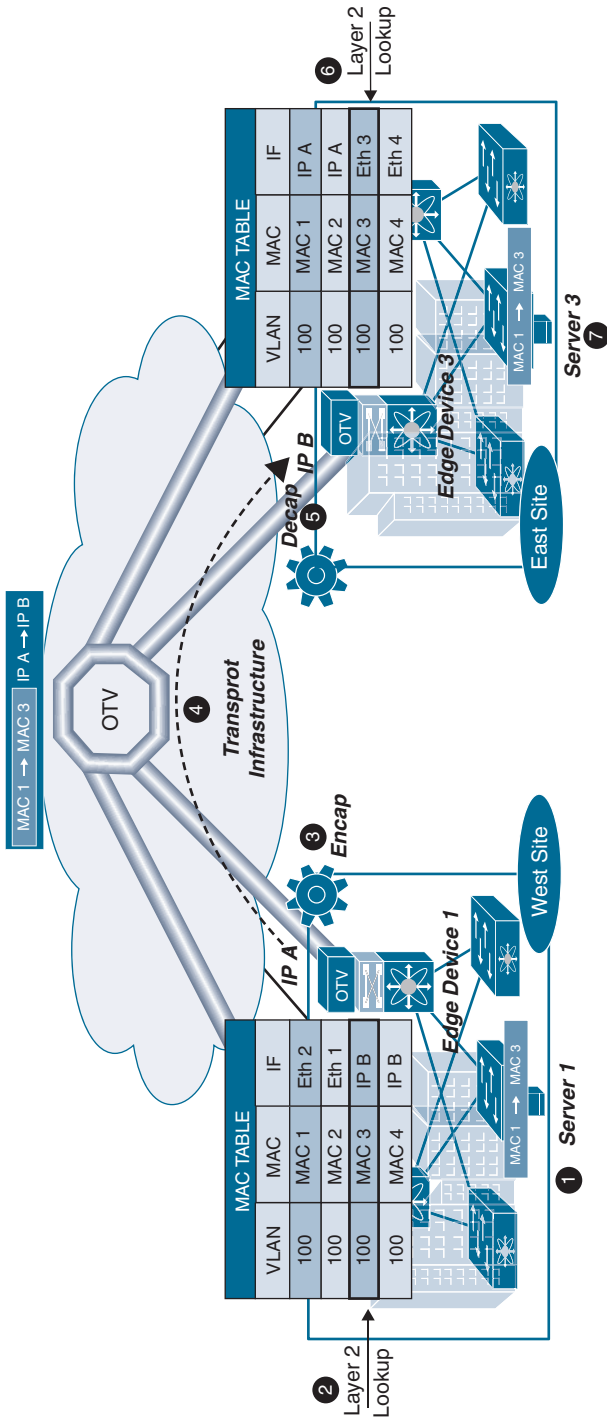 MAC 1 → MAC 3 IP A → IP B
OTV
4
Transprot
Infrastructure
MAC TABLE
VLAN MAC IF
100 MAC 1 Eth 2
100 MAC 2 Eth 1
100 MAC 3 IP B
100 MAC 4 IP B
2
Layer 2
Lookup
IP A
OTV
3
Encap
Edge Device 1
MAC 1 → MAC 3
1
Server 1
West Site
MAC TABLE
VLAN MAC IF
100 MAC 1 IP A
100 MAC 2 IP A
100 MAC 3 Eth 3
100 MAC 4 Eth 4
6
Layer 2
Lookup
IP B
Decap
5
OTV
Edge Device 3
MAC 1 → MAC 3
Server 3
7
East Site